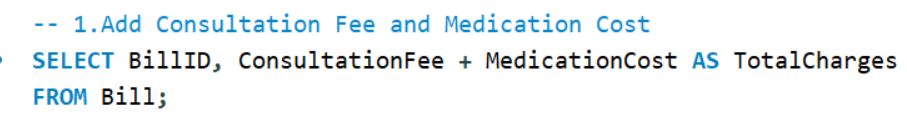 -- 1.Add Consultation Fee and Medication Cost
SELECT BillID, ConsultationFee + MedicationCost AS TotalCharges
FROM Bill;